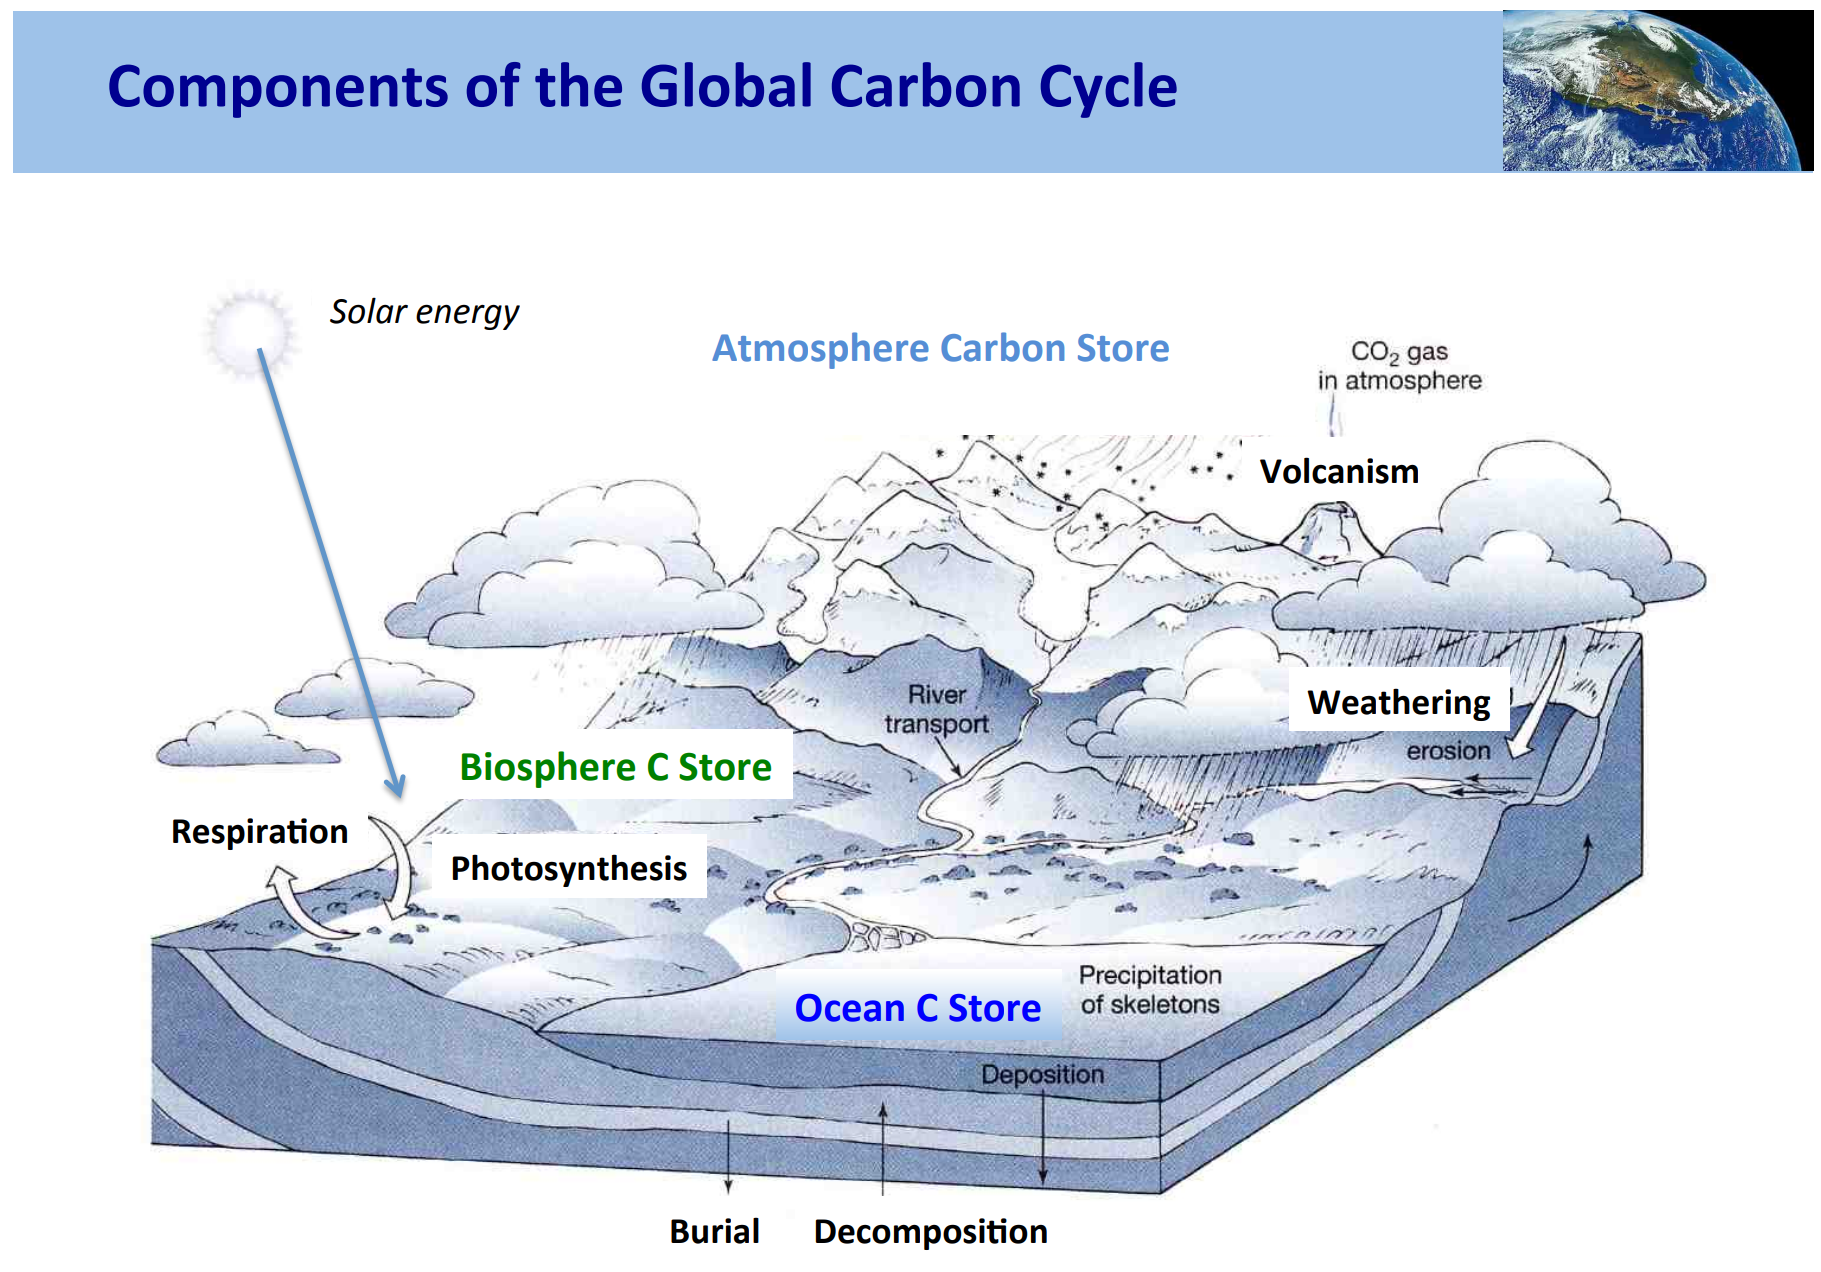 Components of the Global Carbon Cycle
Solar energy
Atmosphere Carbon Store
CO₂ gas
in atmosphere
Volcanism
River
transport
Weathering
erosion
Biosphere C Store
Respiration
Photosynthesis
Precipitation
of skeletons
Ocean C Store
Deposition
Burial
Decomposition